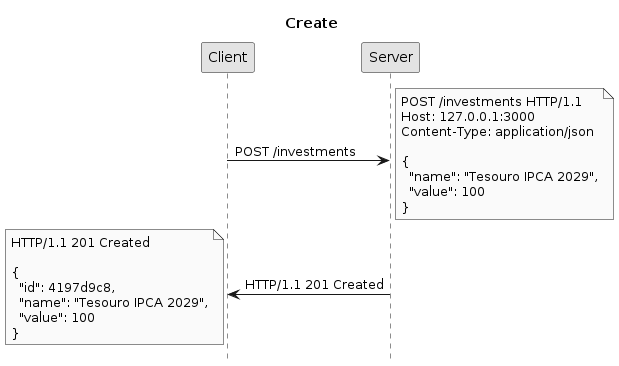 Create
Client
Server
POST /investments HTTP/1.1
Host: 127.0.0.1:3000
Content-Type: application/json
{
"name": "Tesouro IPCA 2029",
"value": 100
}
POST /investments
HTTP/1.1 201 Created
{
"id": 4197d9c8,
"name": "Tesouro IPCA 2029",
"value": 100
}
HTTP/1.1 201 Created